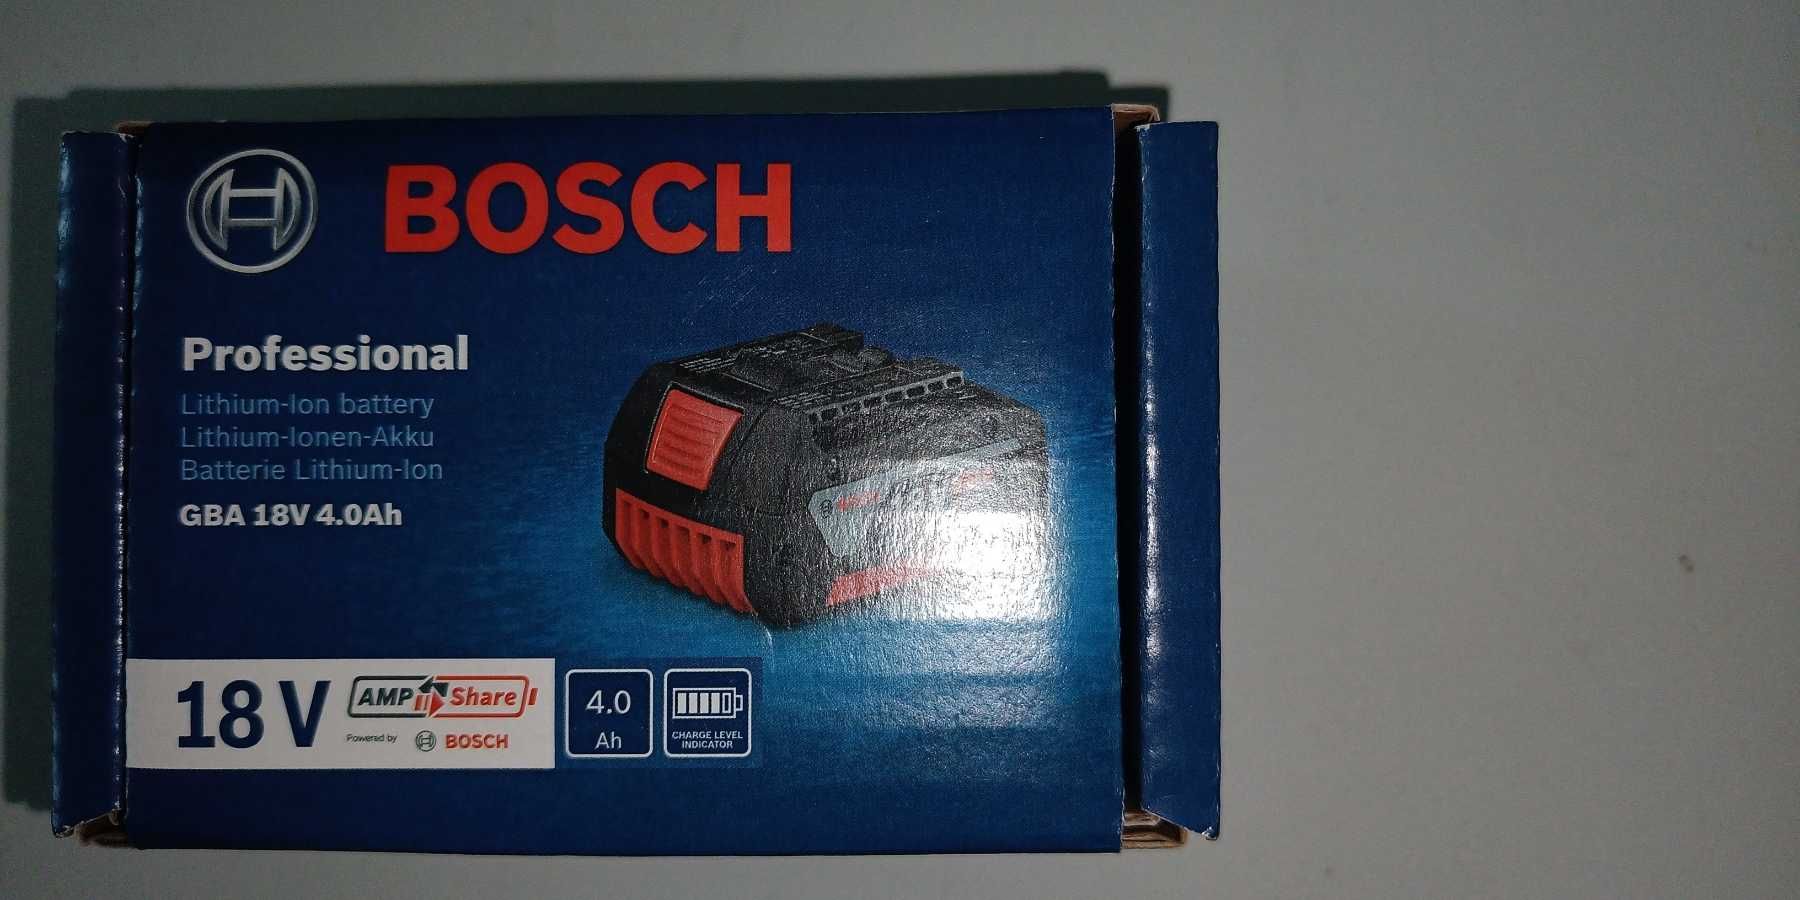 BOSCH
Professional
Lithium-Ion battery
Lithium-Ionen-Akku
Batterie Lithium-Ion
GBA 18V 4.0Ah
18 V
AMP Share
Powered by BOSCH
4.0
Ah
CHARGE LEVEL
INDICATOR